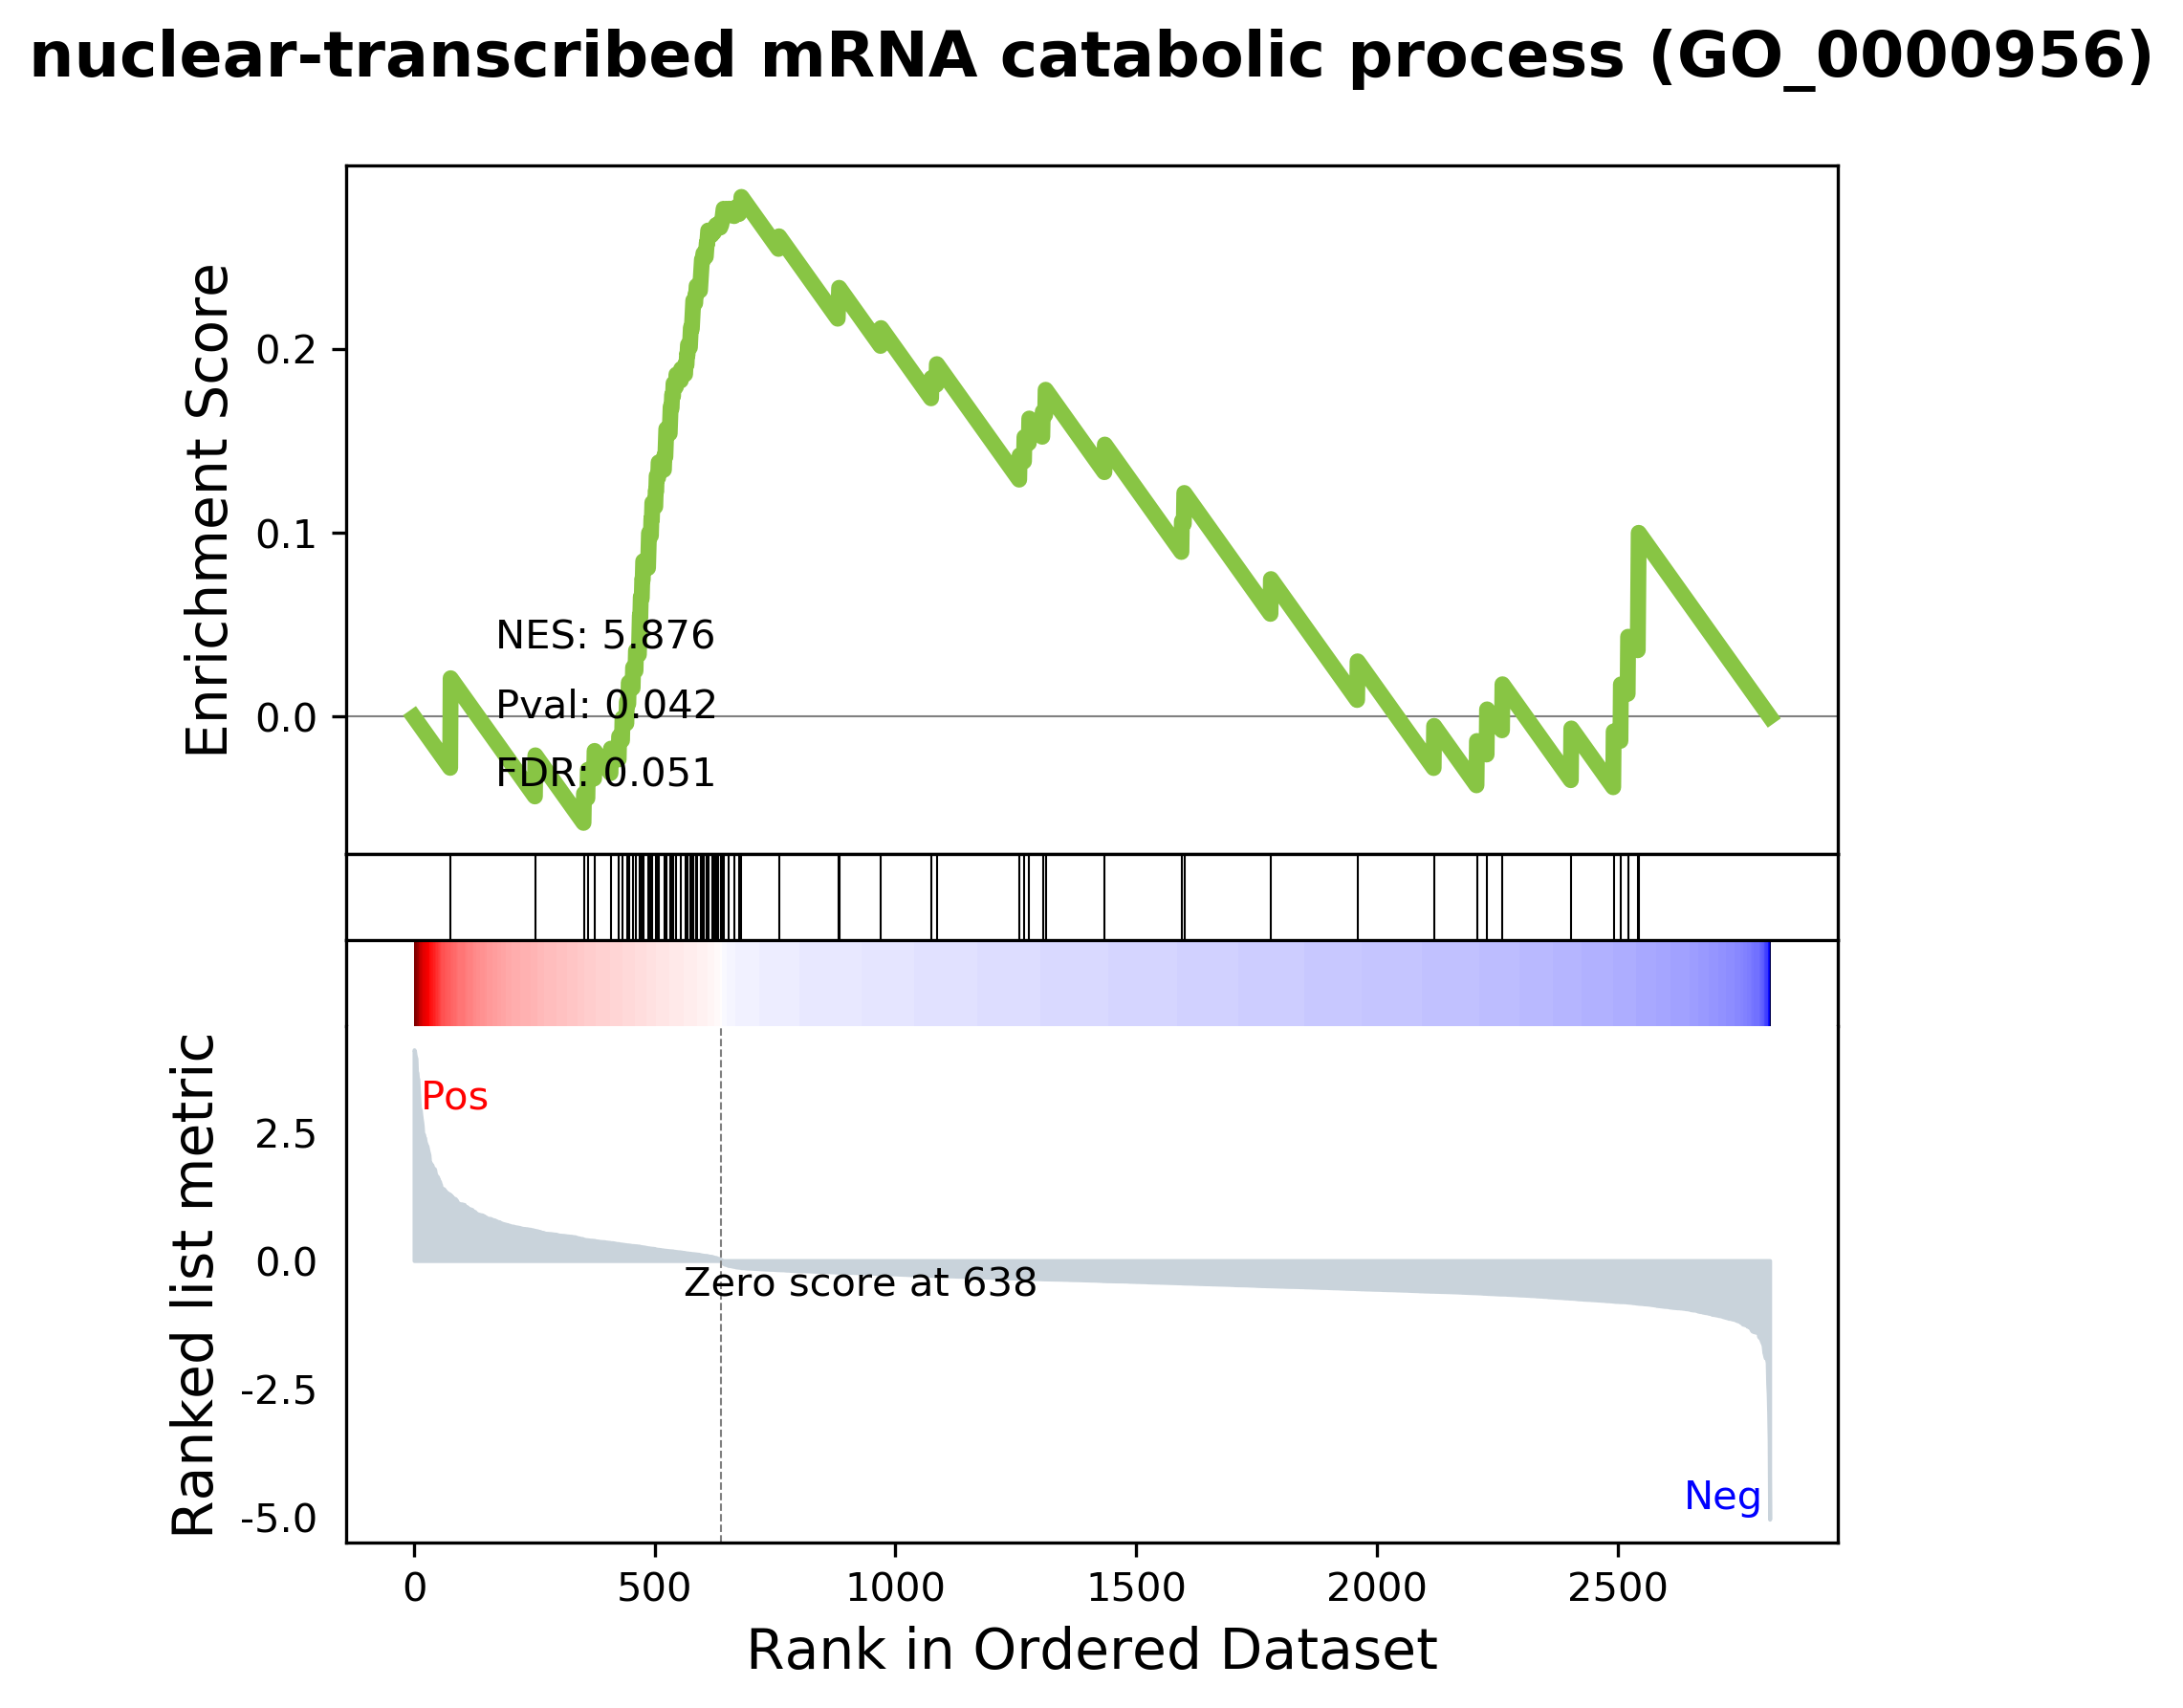 nuclear-transcribed mRNA catabolic process (GO_0000956)
Enrichment Score
0.2
0.1
0.0
NES: 5.876
Pval: 0.042
FDR: 0.051
Ranked list metric
Pos
2.5
0.0
Zero score at 638
-2.5
Neg
-5.0
0 500 1000 1500 2000 2500
Rank in Ordered Dataset